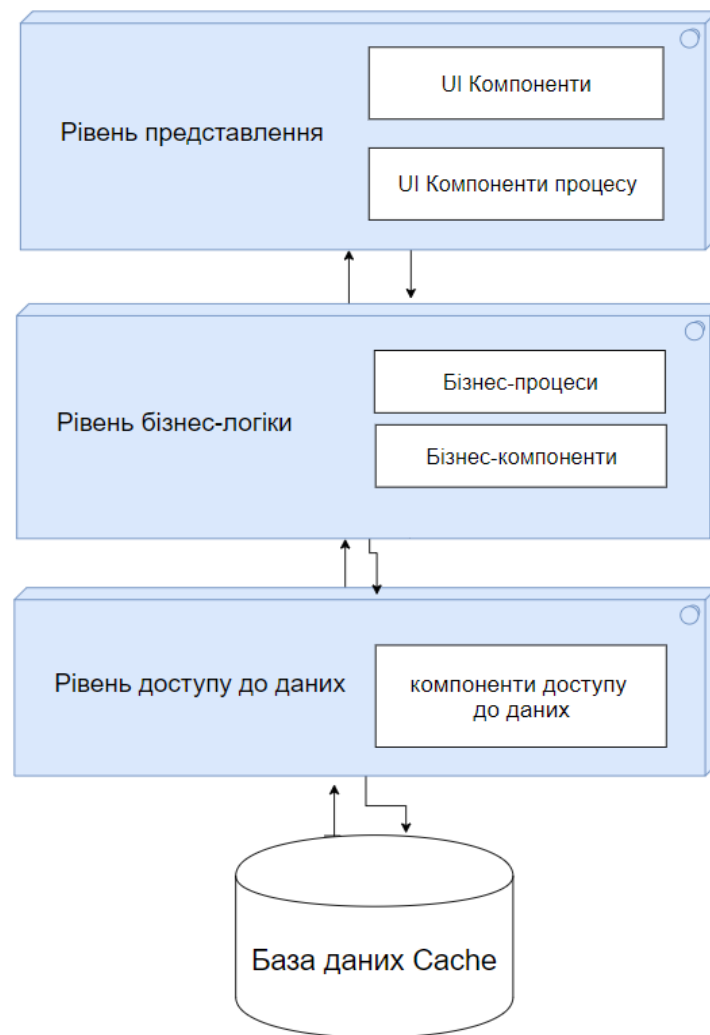 UI Компоненти
Рівень представлення
UI Компоненти процесу
Бізнес-процеси
Рівень бізнес-логіки
Бізнес-компоненти
Рівень доступу до даних
компоненти доступу
до даних
База даних Cache